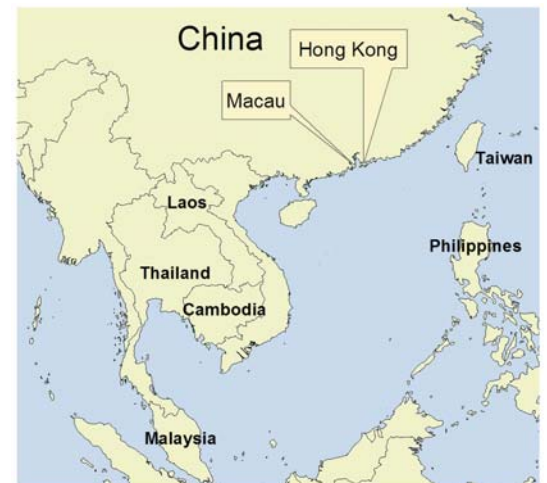 China
Hong Kong
Macau
Taiwan
Laos
Philippines
Thailand
Cambodia
Malaysia